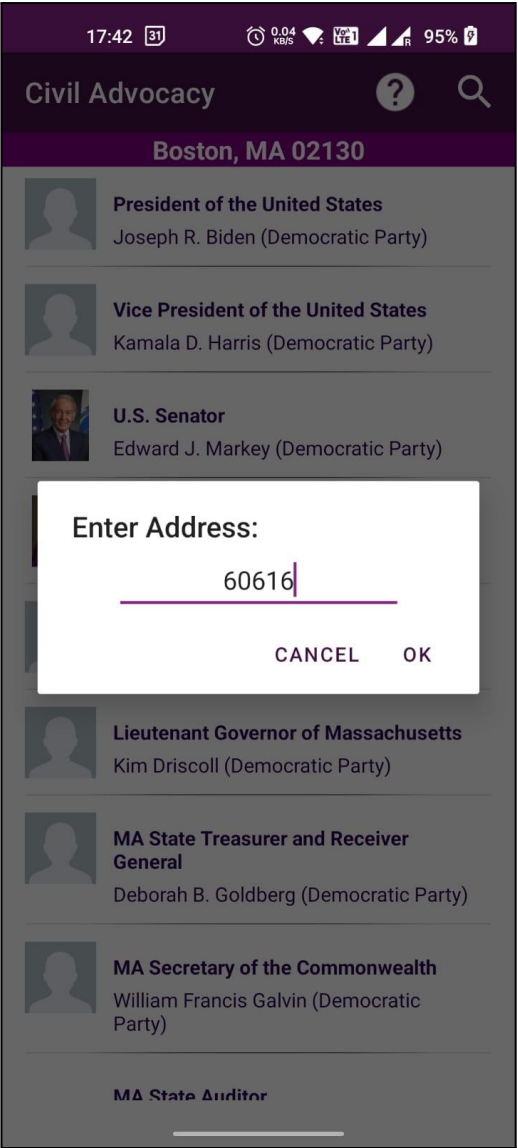 17:42 31 0.04 KB/S Vo) LTE1 R 95%
Civil Advocacy ?
Boston, MA 02130
President of the United States
Joseph R. Biden (Democratic Party)
Vice President of the United States
Kamala D. Harris (Democratic Party)
U.S. Senator
Edward J. Markey (Democratic Party)
Enter Address:
60616
CANCEL OK
Lieutenant Governor of Massachusetts
Kim Driscoll (Democratic Party)
MA State Treasurer and Receiver
General
Deborah B. Goldberg (Democratic Party)
MA Secretary of the Commonwealth
William Francis Galvin (Democratic
Party)
MA State Auditor